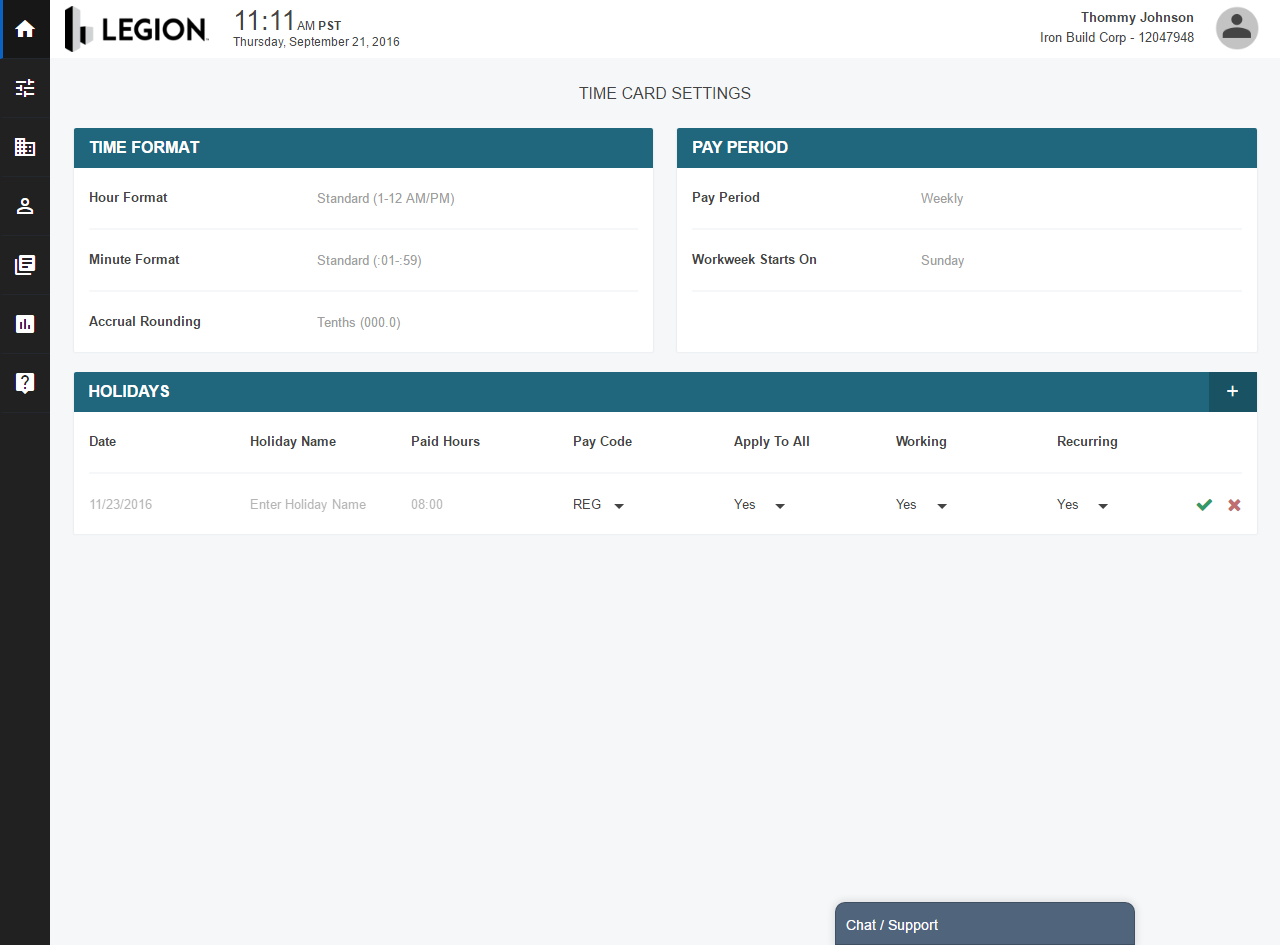 LEGION
11:11 AM PST
Thursday, September 21, 2016
Thommy Johnson
Iron Build Corp - 12047948
TIME CARD SETTINGS
TIME FORMAT
Hour Format Standard (1-12 AM/PM)
Minute Format Standard (:01-:59)
Accrual Rounding Tenths (000.0)
PAY PERIOD
Pay Period Weekly
Workweek Starts On Sunday
HOLIDAYS +
Date Holiday Name Paid Hours Pay Code Apply To All Working Recurring
11/23/2016 Enter Holiday Name 08:00 REG Yes Yes Yes
Chat / Support